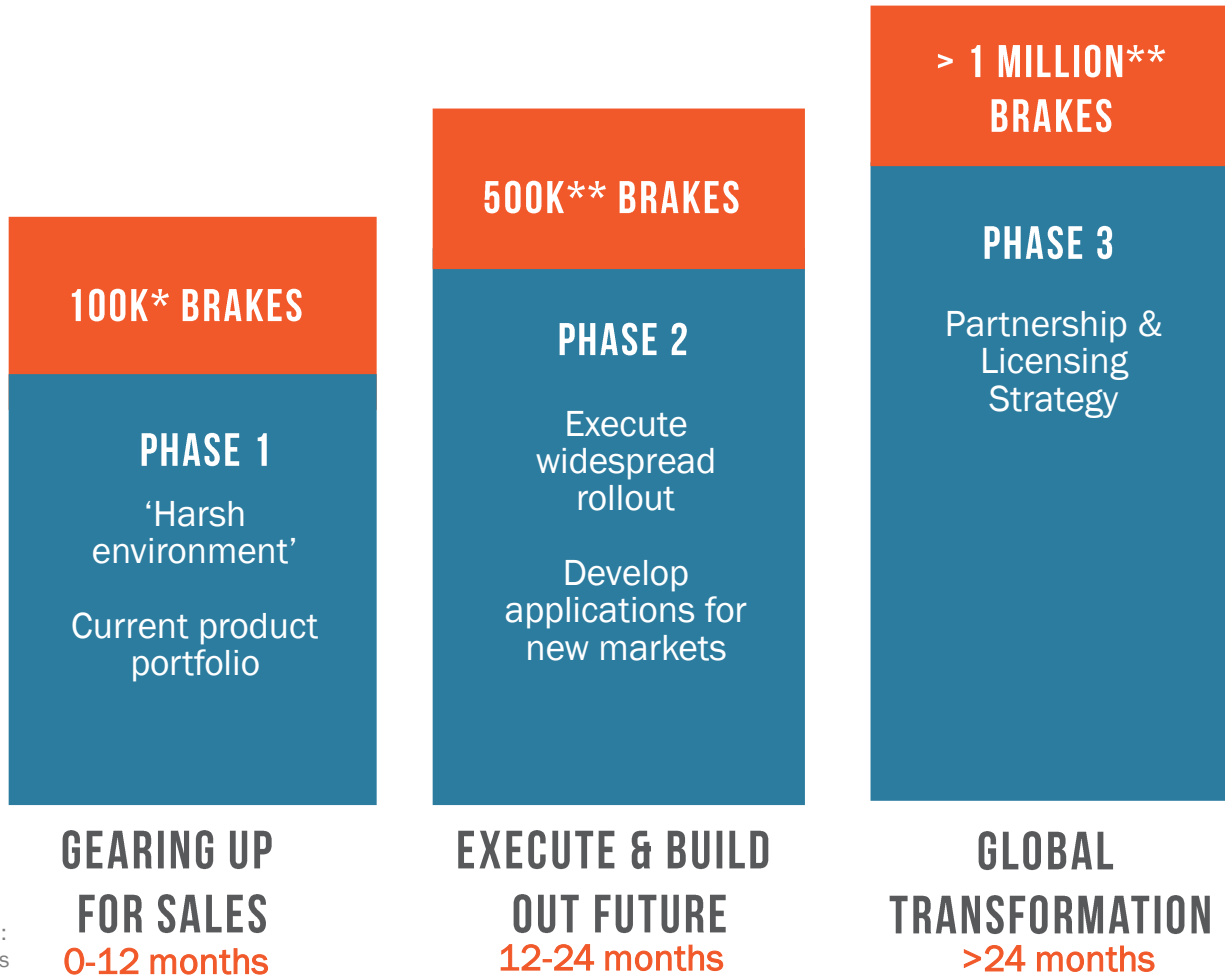 100K* BRAKES
PHASE 1
‘Harsh
environment’
Current product
portfolio
GEARING UP
FOR SALES
0-12 months
500K** BRAKES
PHASE 2
Execute
widespread
rollout
Develop
applications for
new markets
EXECUTE & BUILD
OUT FUTURE
12-24 months
> 1 MILLION**
BRAKES
PHASE 3
Partnership &
Licensing
Strategy
GLOBAL
TRANSFORMATION
>24 months